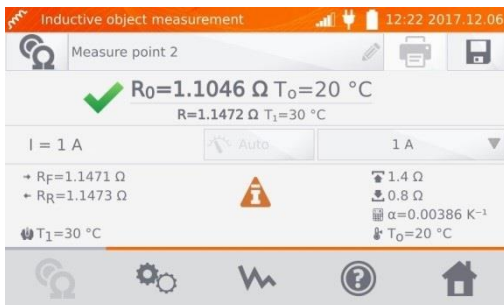 Inductive object measurement 12:22 2017.12.06
Measure point 2
R₀=1.1046 Ω T₀=20 °C
R=1.1472 Ω T₁=30 °C
I = 1 A Auto 1 A
R_F=1.1471 Ω 1.4 Ω
R_R=1.1473 Ω 0.8 Ω
α=0.00386 K⁻¹
T₁=30 °C T₀=20 °C